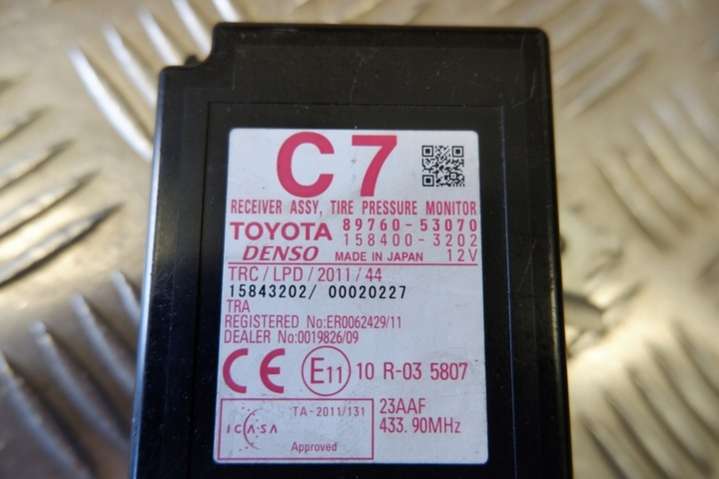 C7
RECEIVER ASSY, TIRE PRESSURE MONITOR
TOYOTA 89760-53070
158400-3202
DENSO MADE IN JAPAN 12V
TRC/LPD/2011/44
15843202/ 00020227
TRA
REGISTERED No:ER0062429/11
DEALER No:0019826/09
CE E11 10 R-03 5807
ICASA TA-2011/131
Approved
23AAF
433.90MHz